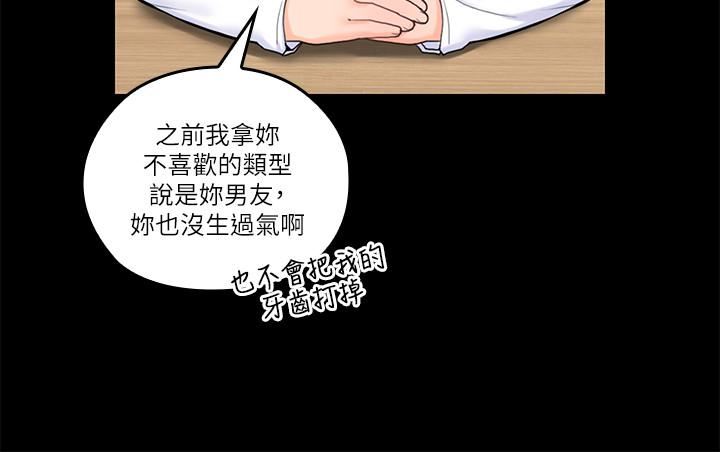 之前我拿妳
不喜歡的類型
說是妳男友，
妳也沒生過氣啊
也不會把我的
牙齒打掉